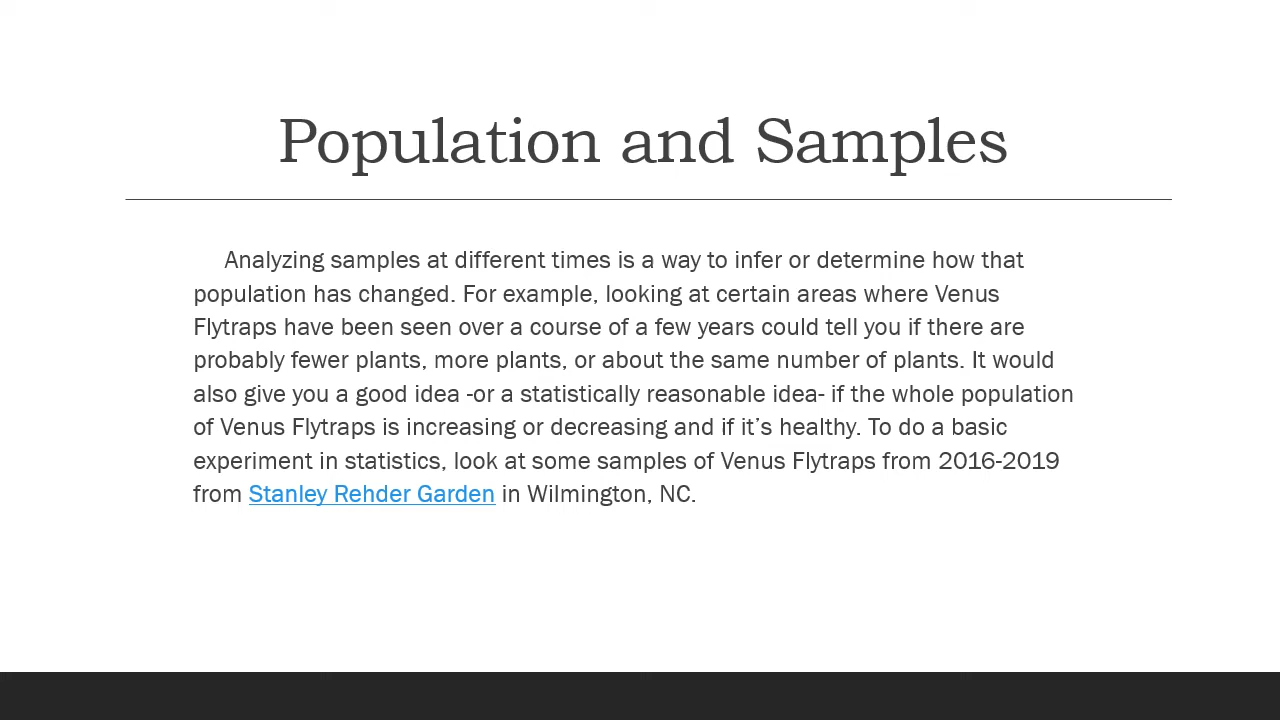 Population and Samples
Analyzing samples at different times is a way to infer or determine how that
population has changed. For example, looking at certain areas where Venus
Flytraps have been seen over a course of a few years could tell you if there are
probably fewer plants, more plants, or about the same number of plants. It would
also give you a good idea -or a statistically reasonable idea- if the whole population
of Venus Flytraps is increasing or decreasing and if it’s healthy. To do a basic
experiment in statistics, look at some samples of Venus Flytraps from 2016-2019
from Stanley Rehder Garden in Wilmington, NC.